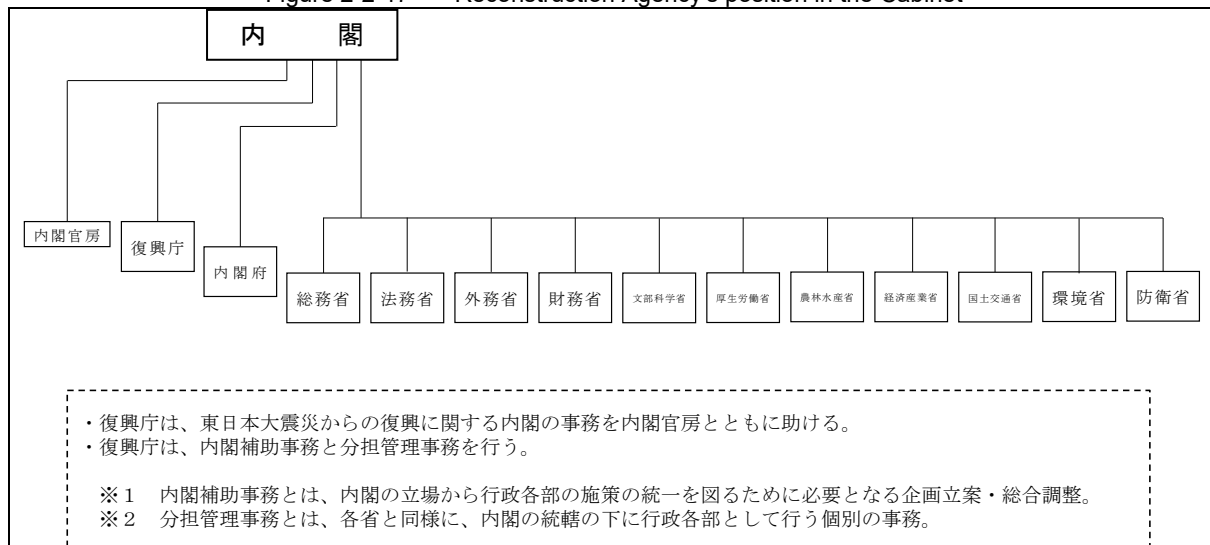 内　閣
内閣官房
復興庁
内閣府
総務省
法務省
外務省
財務省
文部科学省
厚生労働省
農林水産省
経済産業省
国土交通省
環境省
防衛省
・復興庁は、東日本大震災からの復興に関する内閣の事務を内閣官房とともに助ける。
・復興庁は、内閣補助事務と分担管理事務を行う。
※１　内閣補助事務とは、内閣の立場から行政各部の施策の統一を図るために必要となる企画立案・総合調整。
※２　分担管理事務とは、各省と同様に、内閣の統轄の下に行政各部として行う個別の事務。